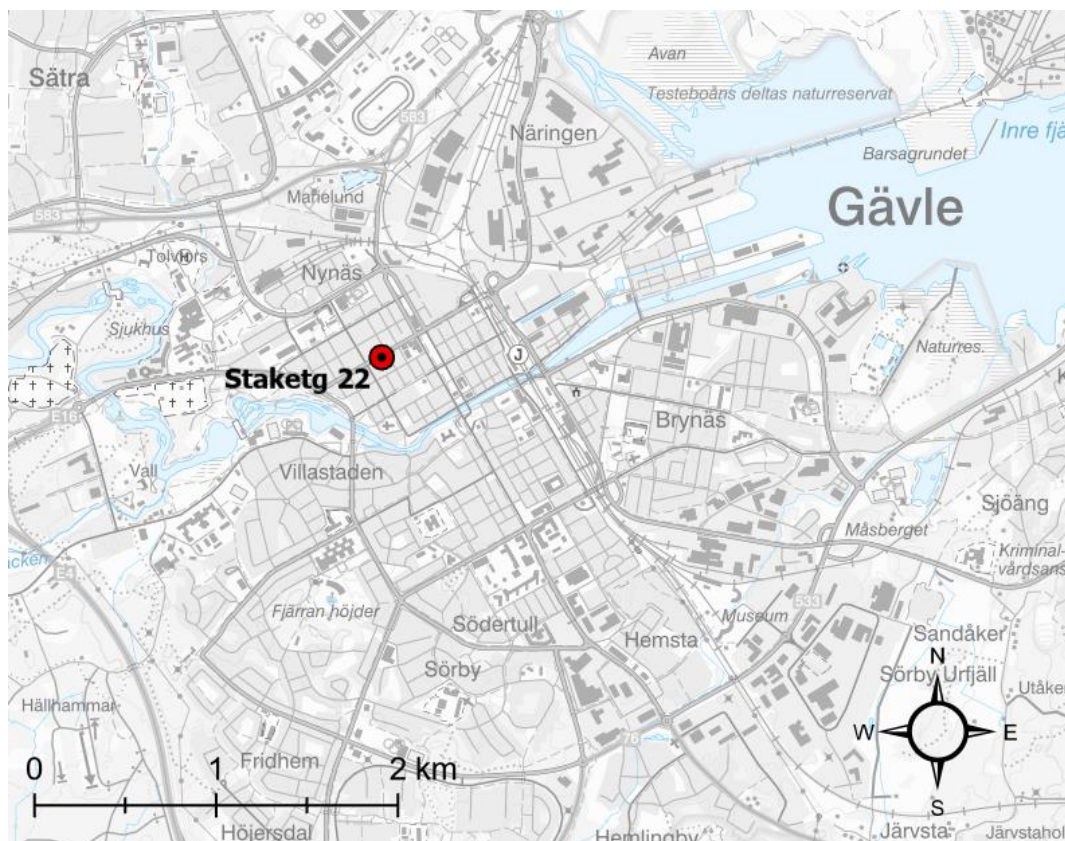 Avan
Sätra
Testeboåns deltas naturreservat
583
Näringen
Inre fjä
Barsagrundet
Marielund
Gävle
583
Tolvfors
H
Nynäs
Sjukhus
J
Naturres.
Staketg 22
E16
Brynäs
Villastaden
Vall
Sjöäng
Måsberget
Kriminal-
vårdsans
äcken
E4
Fjärran höjder
Museum
533
Södertull
Hemsta
Sandåker
Sörby
N
Sörby Urfjäll
Utåker
Hällhammar
W
E
76
Fridhem
0
1
2 km
S
Höjersdal
Hemlingby
Järvsta
Järvstahol